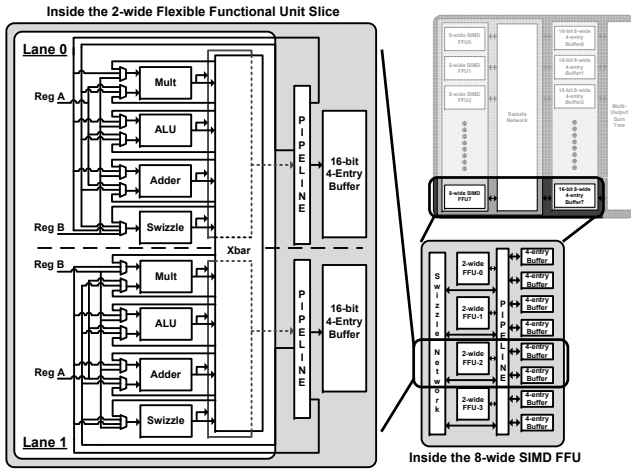 Inside the 2-wide Flexible Functional Unit Slice
Lane 0
Reg A
Reg B
Mult
ALU
Adder
Swizzle
Xbar
PIPELINE
16-bit
4-Entry
Buffer
Reg B
Reg A
Mult
ALU
Adder
Swizzle
Lane 1
PIPELINE
16-bit
4-Entry
Buffer
8-wide SIMD
FFU0
8-wide SIMD
FFU1
8-wide SIMD
FFU2
8-wide SIMD
FFU7
Swizzle
Network
16-bit 8-wide
4-entry
Buffer0
16-bit 8-wide
4-entry
Buffer1
16-bit 8-wide
4-entry
Buffer2
16-bit 8-wide
4-entry
Buffer7
Multi-
Output
Sum
Tree
Swizzle Network
2-wide
FFU-0
2-wide
FFU-1
2-wide
FFU-2
2-wide
FFU-3
PIPELINE
4-entry
Buffer
4-entry
Buffer
4-entry
Buffer
4-entry
Buffer
4-entry
Buffer
4-entry
Buffer
4-entry
Buffer
4-entry
Buffer
Inside the 8-wide SIMD FFU